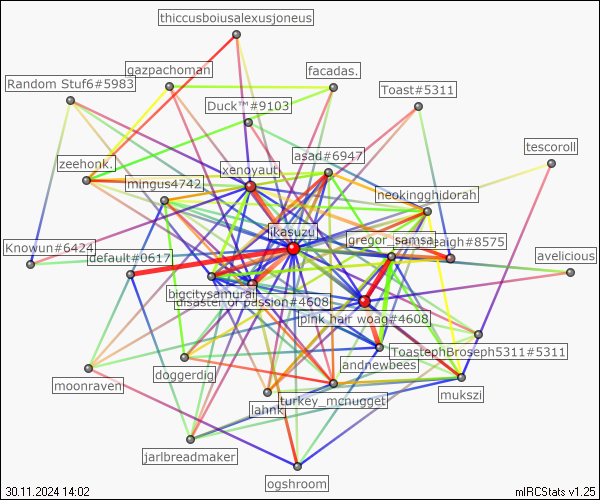 thiccusboiusalexusjoneus
gazpachoman
facadas.
Random Stuf6#5983
Toast#5311
Duck™#9103
tescoroll
asad#6947
zeehonk.
xenoyaut
mingus4742
neokingghidorah
ikasuzu
gregor_samsa.
eigh#8575
Knowun#6424
default#0617
avelicious
bigcitysamurai
disaster of passion#4608
pink hair woag#4608
ToastephBroseph5311#5311
andnewbees
doggerdig
moonraven
turkey_mcnugget
mukszi
lahnk
jarlbreadmaker
ogshroom
30.11.2024 14:02
mIRCStats v1.25